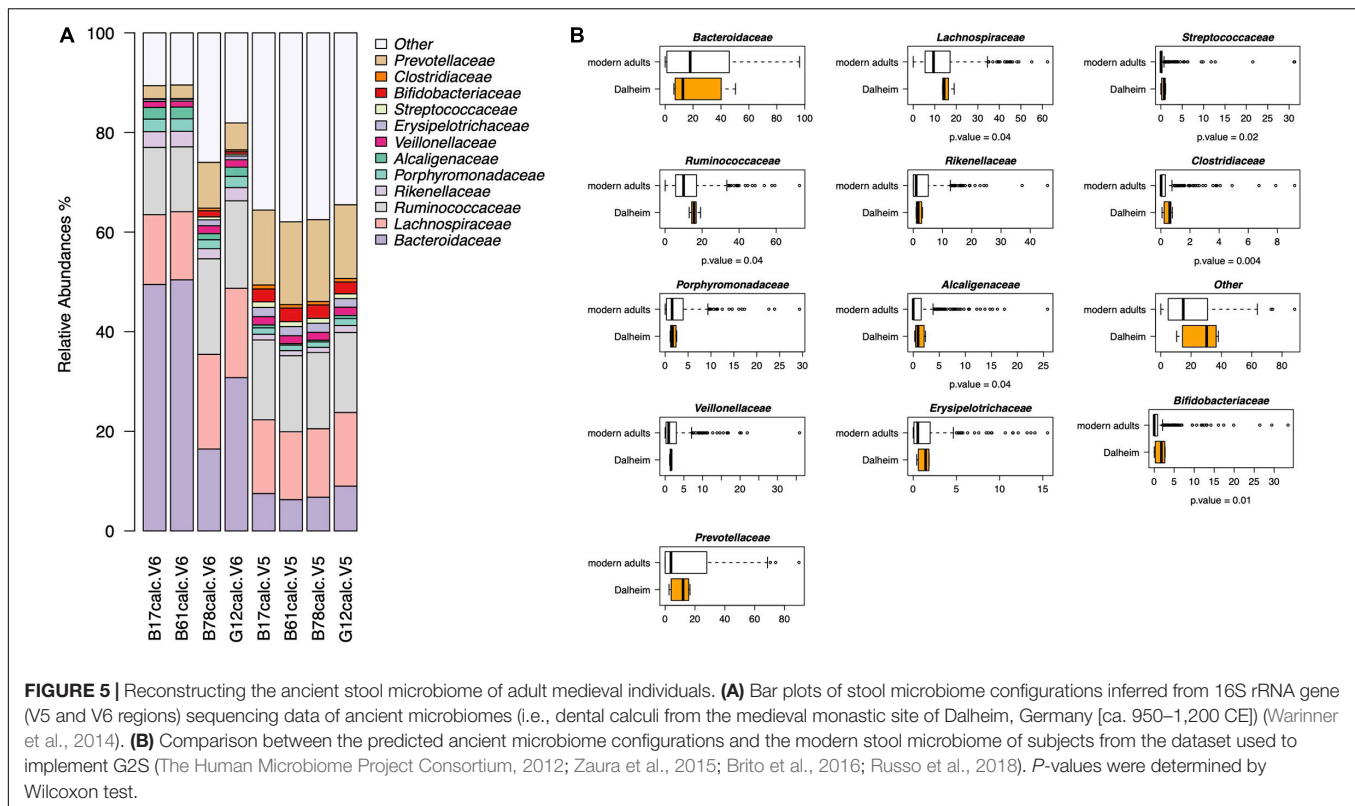 A
100
80
60
40
20
0
Relative Abundances %
B17calc.V6
B61calc.V6
B78calc.V6
G12calc.V6
B17calc.V5
B61calc.V5
B78calc.V5
G12calc.V5
Other
Prevotellaceae
Clostridiaceae
Bifidobacteriaceae
Streptococcaceae
Erysipelotrichaceae
Veillonellaceae
Alcaligenaceae
Porphyromonadaceae
Rikenellaceae
Ruminococcaceae
Lachnospiraceae
Bacteroidaceae
B
Bacteroidaceae
modern adults
Dalheim
0 20 40 60 80 100
Lachnospiraceae
modern adults
Dalheim
0 10 20 30 40 50 60
p.value = 0.04
Streptococcaceae
modern adults
Dalheim
0 5 10 15 20 25 30
p.value = 0.02
Ruminococcaceae
modern adults
Dalheim
0 20 40 60
p.value = 0.04
Rikenellaceae
modern adults
Dalheim
0 10 20 30 40
Clostridiaceae
modern adults
Dalheim
0 2 4 6 8
p.value = 0.004
Porphyromonadaceae
modern adults
Dalheim
0 5 10 15 20 25 30
Alcaligenaceae
modern adults
Dalheim
0 5 10 15 20 25
p.value = 0.04
Other
modern adults
Dalheim
0 20 40 60 80
Veillonellaceae
modern adults
Dalheim
0 5 10 20 30
Erysipelotrichaceae
modern adults
Dalheim
0 5 10 15
Bifidobacteriaceae
modern adults
Dalheim
0 5 10 20 30
p.value = 0.01
Prevotellaceae
modern adults
Dalheim
0 20 40 60 80
FIGURE 5 | Reconstructing the ancient stool microbiome of adult medieval individuals. (A) Bar plots of stool microbiome configurations inferred from 16S rRNA gene
(V5 and V6 regions) sequencing data of ancient microbiomes (i.e., dental calculi from the medieval monastic site of Dalheim, Germany [ca. 950–1,200 CE]) (Warinner
et al., 2014). (B) Comparison between the predicted ancient microbiome configurations and the modern stool microbiome of subjects from the dataset used to
implement G2S (The Human Microbiome Project Consortium, 2012; Zaura et al., 2015; Brito et al., 2016; Russo et al., 2018). P-values were determined by
Wilcoxon test.